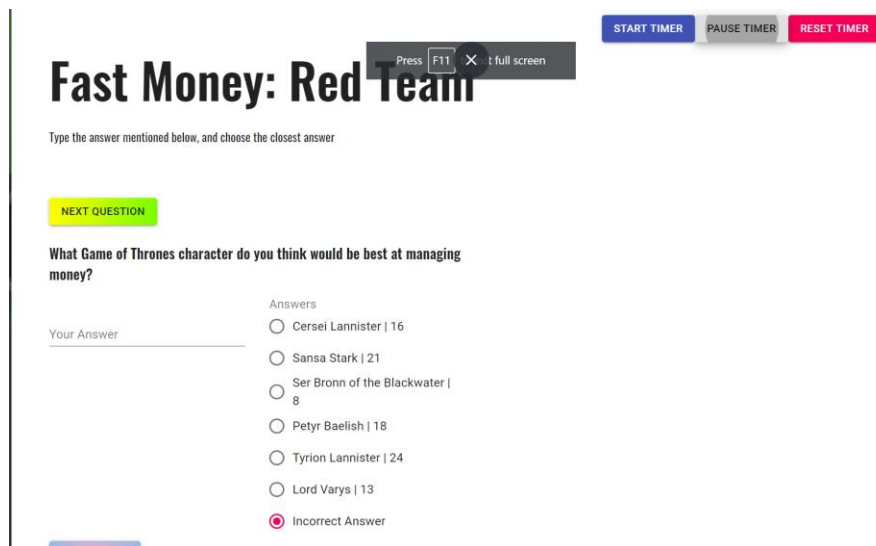 START TIMER PAUSE TIMER RESET TIMER
Press F11 t full screen
Fast Money: Red Team
Type the answer mentioned below, and choose the closest answer
NEXT QUESTION
What Game of Thrones character do you think would be best at managing
money?
Answers
Your Answer
Cersei Lannister | 16
Sansa Stark | 21
Ser Bronn of the Blackwater |
8
Petyr Baelish | 18
Tyrion Lannister | 24
Lord Varys | 13
Incorrect Answer